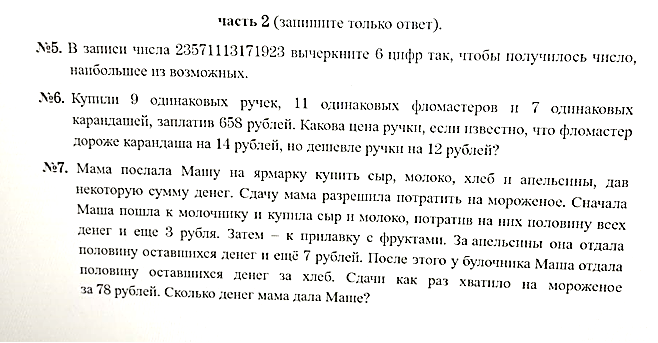 часть 2 (запишите только ответ).
№5. В записи числа 23571113171923 вычеркните 6 цифр так, чтобы получилось число,
наибольшее из возможных.
№6. Купили 9 одинаковых ручек, 11 одинаковых фломастеров и 7 одинаковых
карандашей, заплатив 658 рублей. Какова цена ручки, если известно, что фломастер
дороже карандаша на 14 рублей, но дешевле ручки на 12 рублей?
№7. Мама послала Машу на ярмарку купить сыр, молоко, хлеб и апельсины, дав
некоторую сумму денег. Сдачу мама разрешила потратить на мороженое. Сначала
Маша пошла к молочнику и купила сыр и молоко, потратив на них половину всех
денег и еще 3 рубля. Затем – к прилавку с фруктами. За апельсины она отдала
половину оставшихся денег и ещё 7 рублей. После этого у булочника Маша отдала
половину оставшихся денег за хлеб. Сдачи как раз хватило на мороженое
за 78 рублей. Сколько денег мама дала Маше?